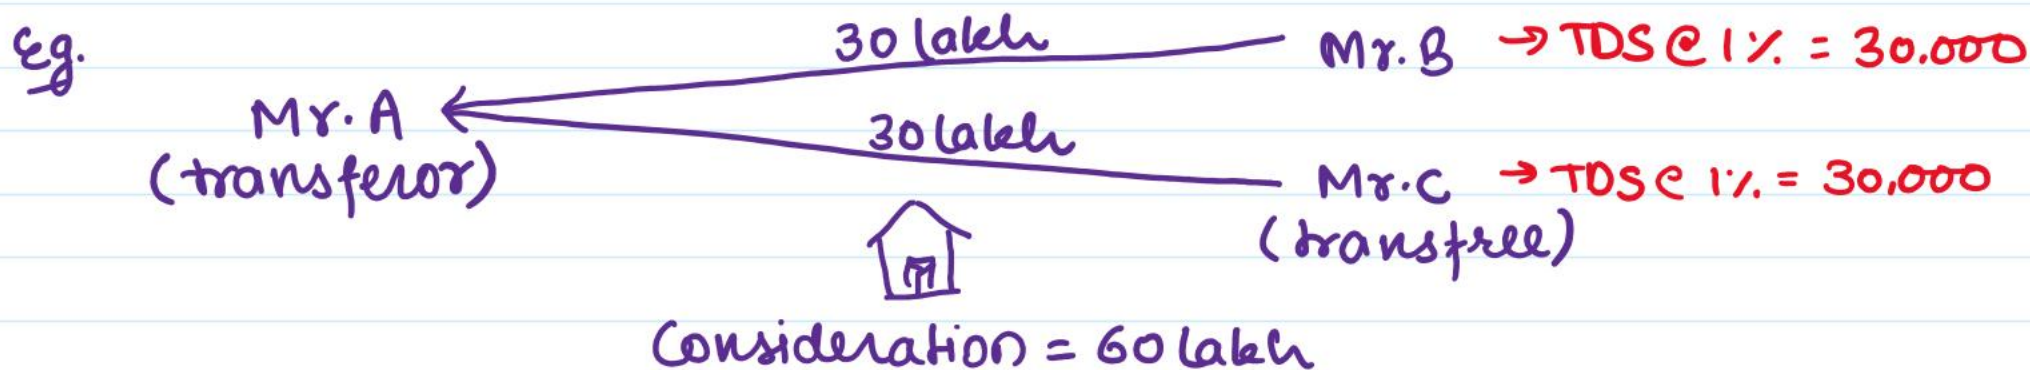 Eg.
30 lakh Mr. B → TDS @ 1% = 30.000
Mr. A
30 lakh
(transferor) Mr. C → TDS @ 1% = 30,000
(transfree)
Consideration = 60 lakh